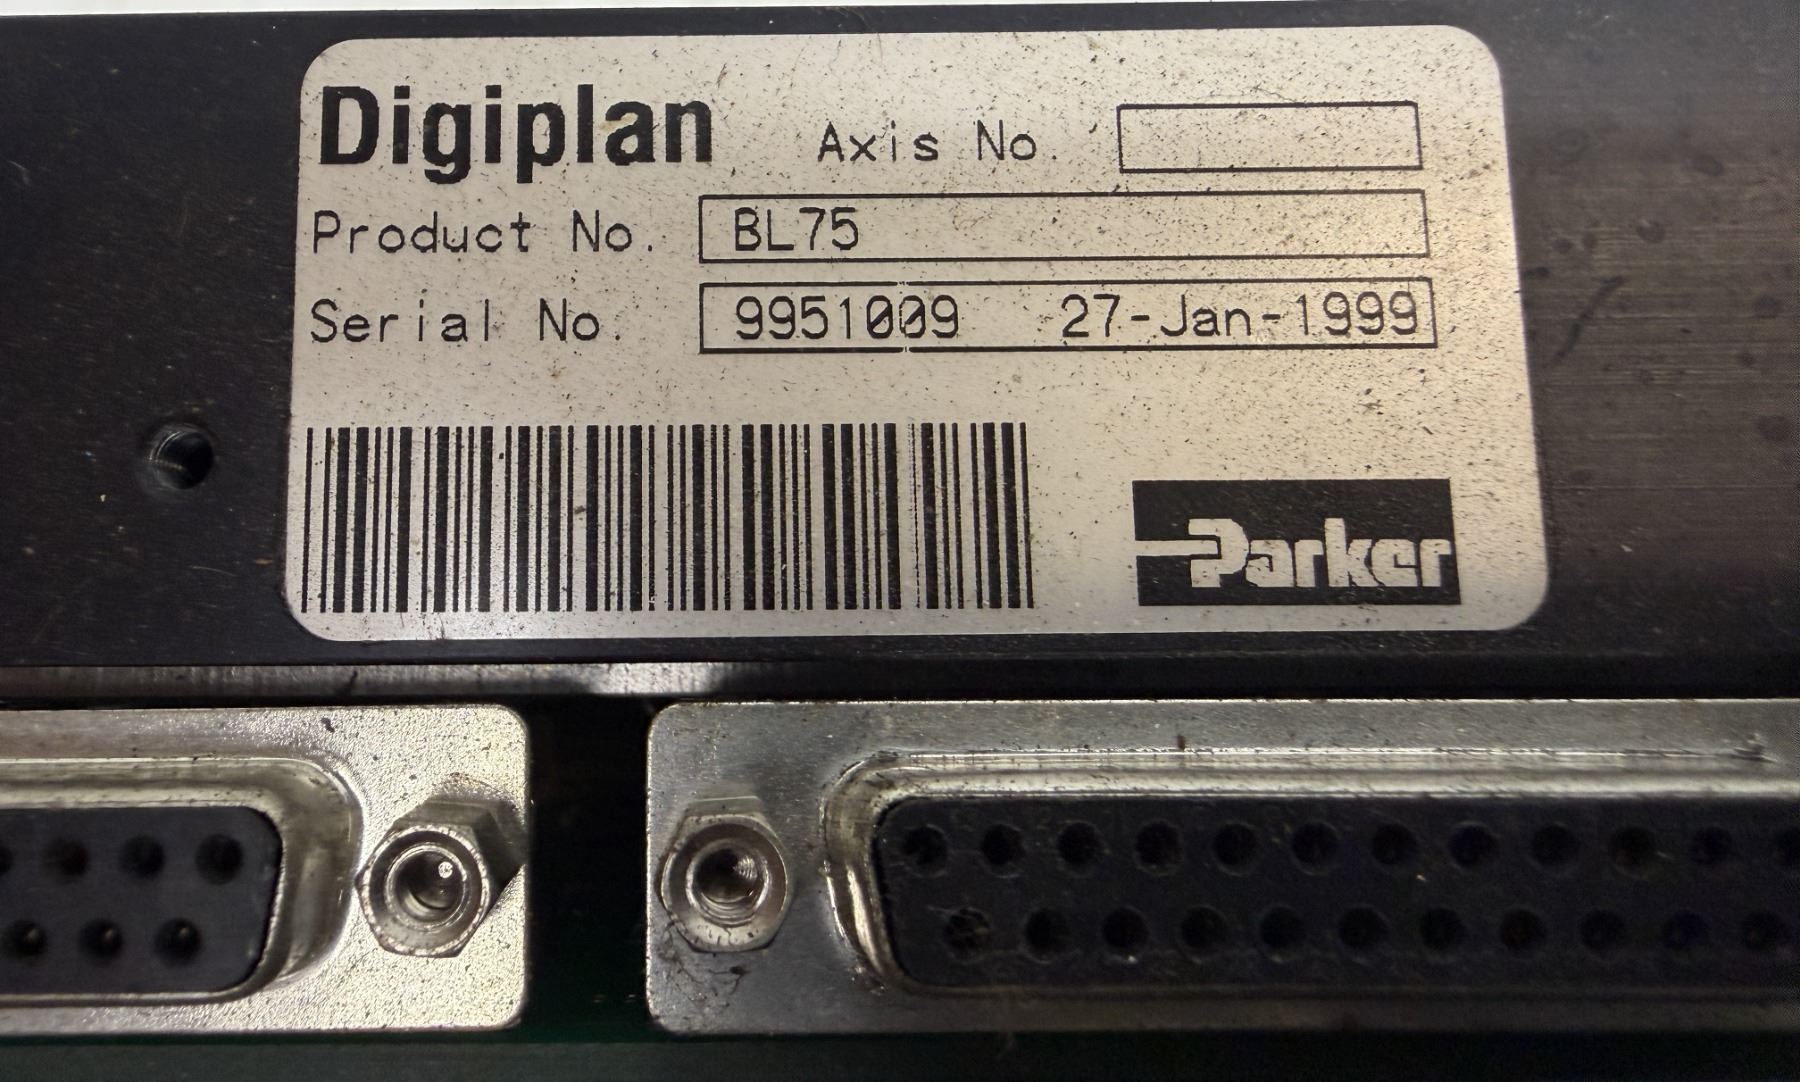 Digiplan Axis No.
Product No. BL75
Serial No. 9951009 27-Jan-1999
Parker